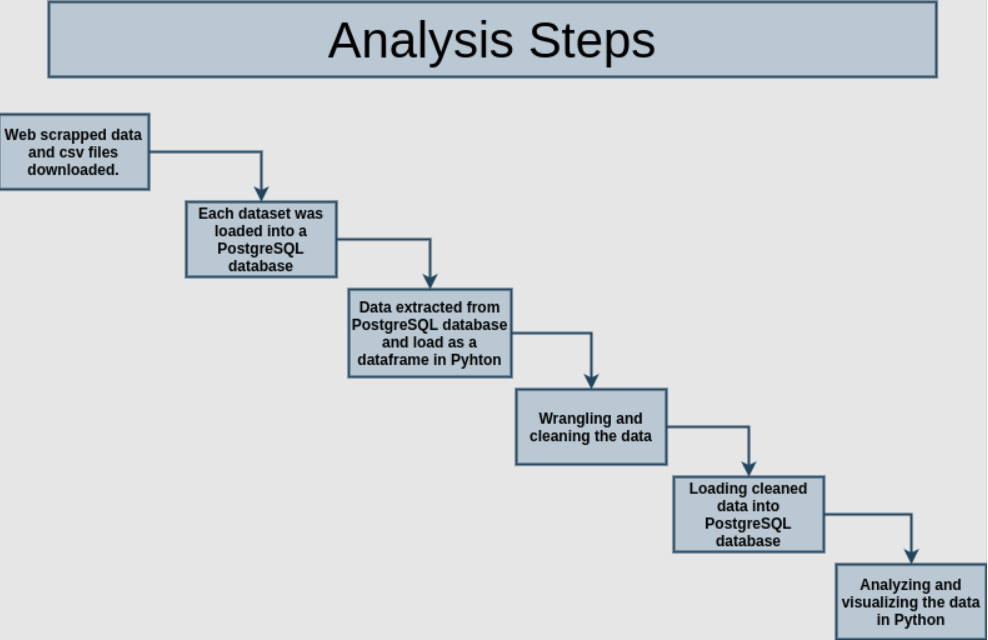 Analysis Steps
Web scrapped data
and csv files
downloaded.
Each dataset was
loaded into a
PostgreSQL
database
Data extracted from
PostgreSQL database
and load as a
dataframe in Pyhton
Wrangling and
cleaning the data
Loading cleaned
data into
PostgreSQL
database
Analyzing and
visualizing the data
in Python